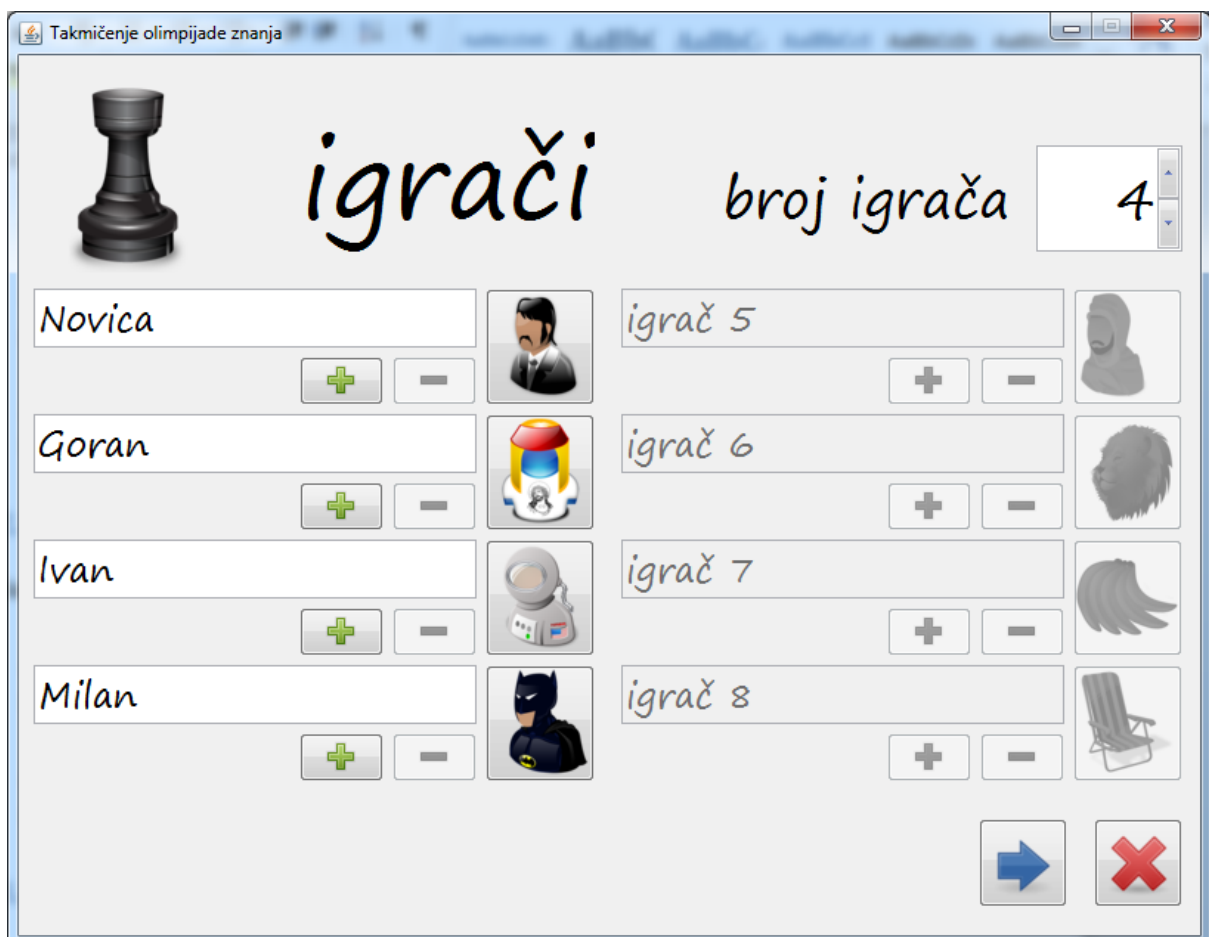 Takmičenje olimpijade znanja
igrači
broj igrača 4
Novica
igrač 5
Goran
igrač 6
Ivan
igrač 7
Milan
igrač 8